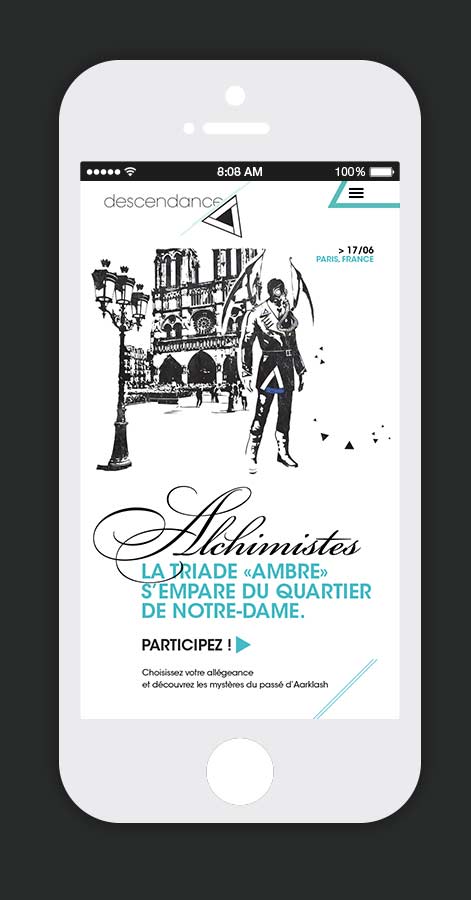 8:08 AM
100%
descendance
> 17/06
PARIS, FRANCE
Alchimistes
LA TRIADE «AMBRE»
S'EMPARE DU QUARTIER
DE NOTRE-DAME.
PARTICIPEZ !
Choisissez votre allégeance
et découvrez les mystères du passé d'Aarklash